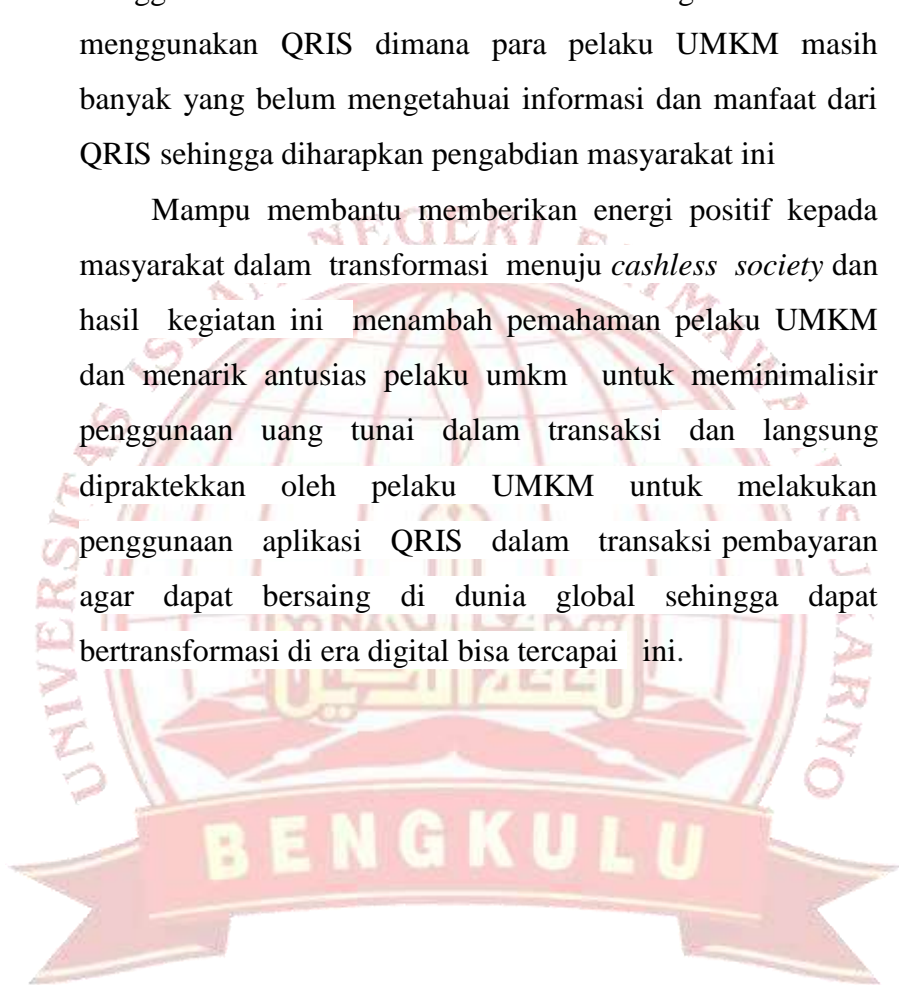 menggunakan QRIS dimana para pelaku UMKM masih
banyak yang belum mengetahuai informasi dan manfaat dari
QRIS sehingga diharapkan pengabdian masyarakat ini
Mampu membantu memberikan energi positif kepada
masyarakat dalam transformasi menuju cashless society dan
hasil kegiatan ini menambah pemahaman pelaku UMKM
dan menarik antusias pelaku umkm untuk meminimalisir
penggunaan uang tunai dalam transaksi dan langsung
dipraktekkan oleh pelaku UMKM untuk melakukan
penggunaan aplikasi QRIS dalam transaksi pembayaran
agar dapat bersaing di dunia global sehingga dapat
bertransformasi di era digital bisa tercapai ini.
UNIVERSITAS
BENGKULU